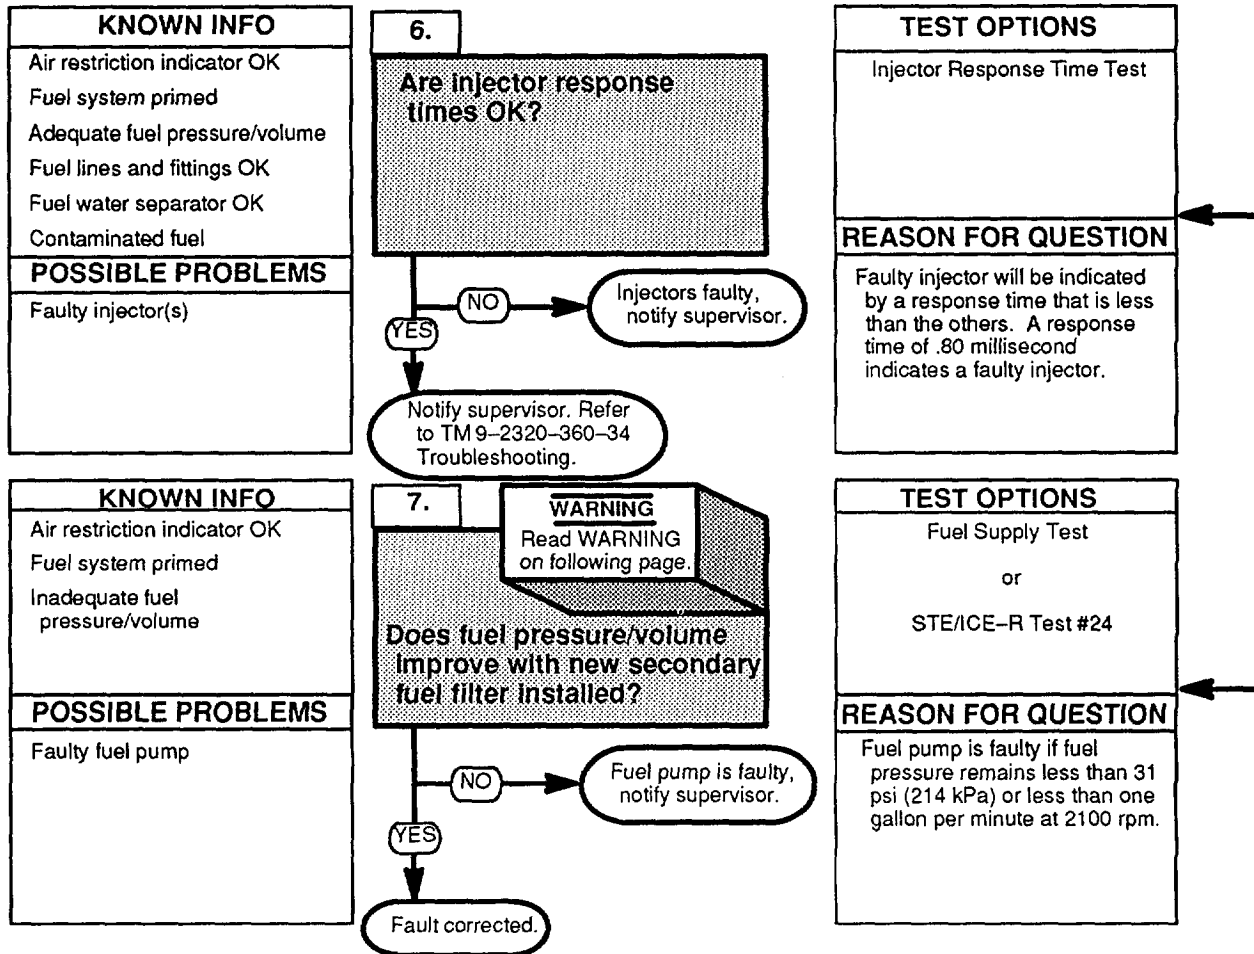 KNOWN INFO
Air restriction indicator OK
Fuel system primed
Adequate fuel pressure/volume
Fuel lines and fittings OK
Fuel water separator OK
Contaminated fuel
POSSIBLE PROBLEMS
Faulty injector(s)
6.
Are injector response
times OK?
NO
Injectors faulty,
notify supervisor.
YES
Notify supervisor. Refer
to TM 9–2320–360–34
Troubleshooting.
TEST OPTIONS
Injector Response Time Test
REASON FOR QUESTION
Faulty injector will be indicated
by a response time that is less
than the others. A response
time of .80 millisecond
indicates a faulty injector.
KNOWN INFO
Air restriction indicator OK
Fuel system primed
Inadequate fuel
pressure/volume
POSSIBLE PROBLEMS
Faulty fuel pump
7.
WARNING
Read WARNING
on following page.
Does fuel pressure/volume
improve with new secondary
fuel filter installed?
NO
Fuel pump is faulty,
notify supervisor.
YES
Fault corrected.
TEST OPTIONS
Fuel Supply Test
or
STE/ICE–R Test #24
REASON FOR QUESTION
Fuel pump is faulty if fuel
pressure remains less than 31
psi (214 kPa) or less than one
gallon per minute at 2100 rpm.